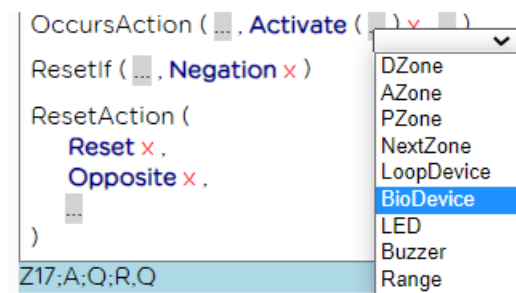 OccursAction ( ... , Activate ( ... ) x , ... )
ResetIf ( ... , Negation x )
ResetAction (
Reset x ,
Opposite x ,
...
)
Z17;A;Q;R,Q
DZone
AZone
PZone
NextZone
LoopDevice
BioDevice
LED
Buzzer
Range